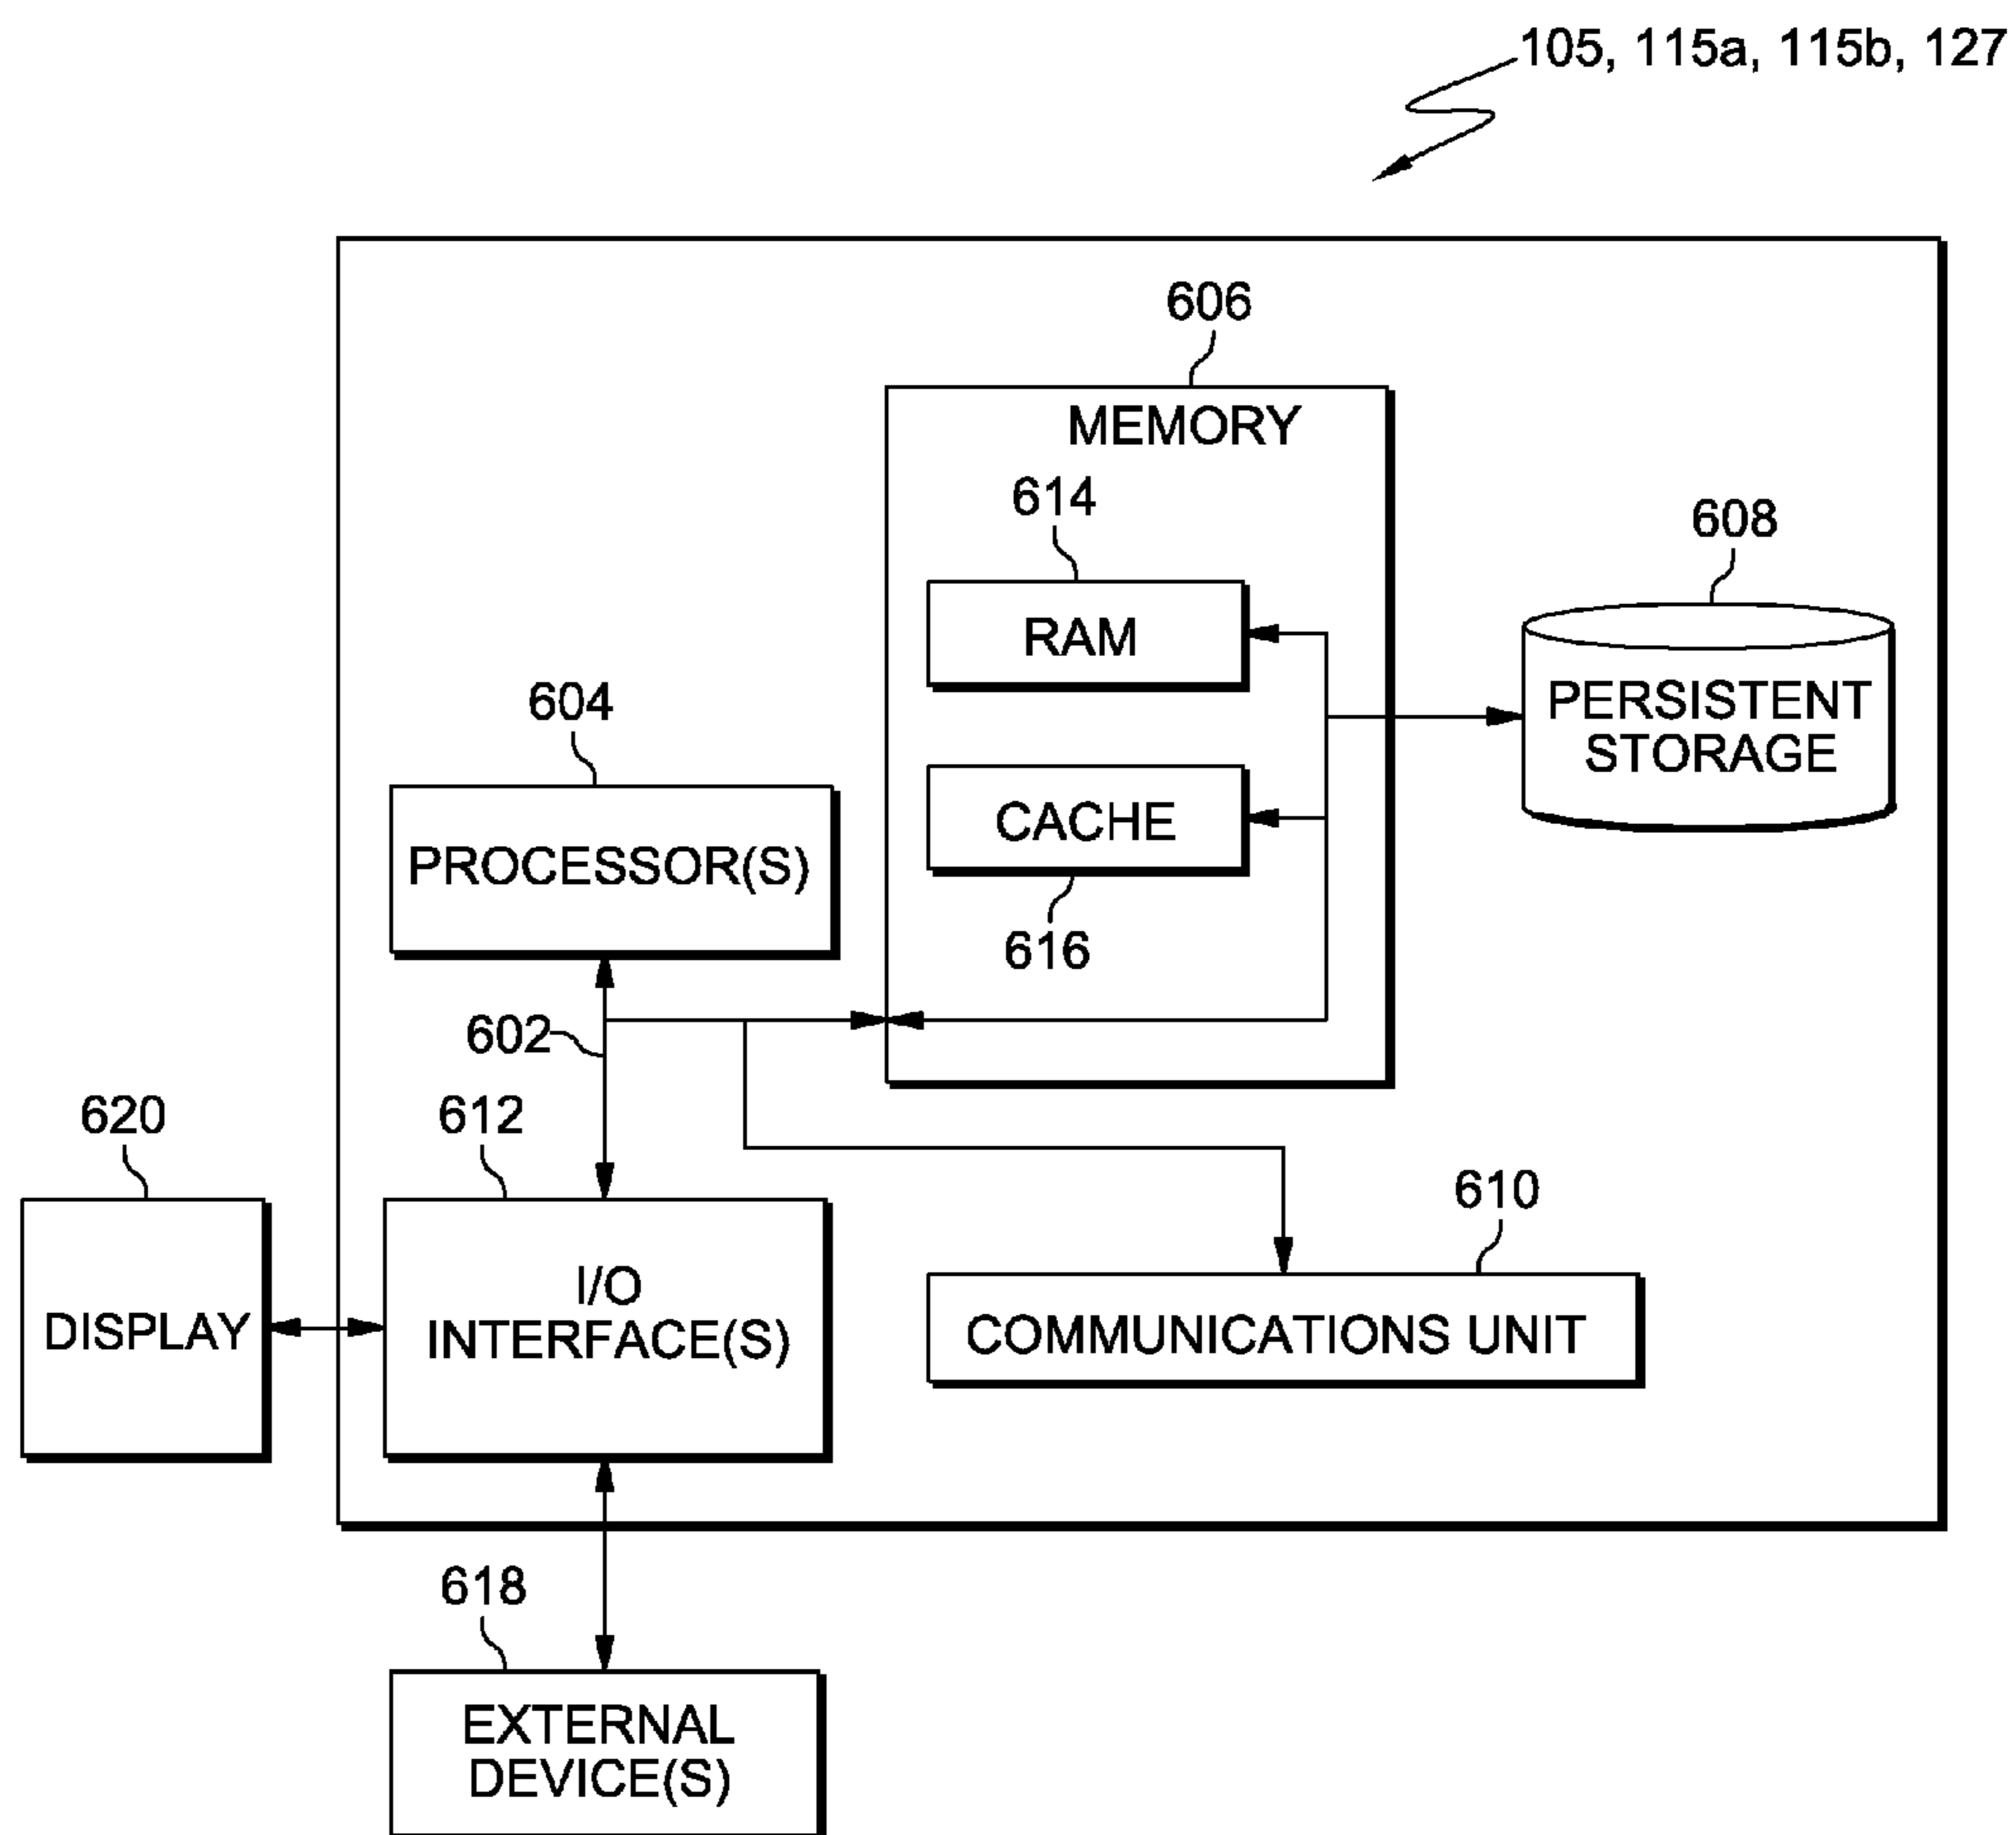 105, 115a, 115b, 127
606
MEMORY
614
RAM
608
PERSISTENT
STORAGE
604
PROCESSOR(S)
CACHE
616
602
620
DISPLAY
612
I/O
INTERFACE(S)
610
COMMUNICATIONS UNIT
618
EXTERNAL
DEVICE(S)